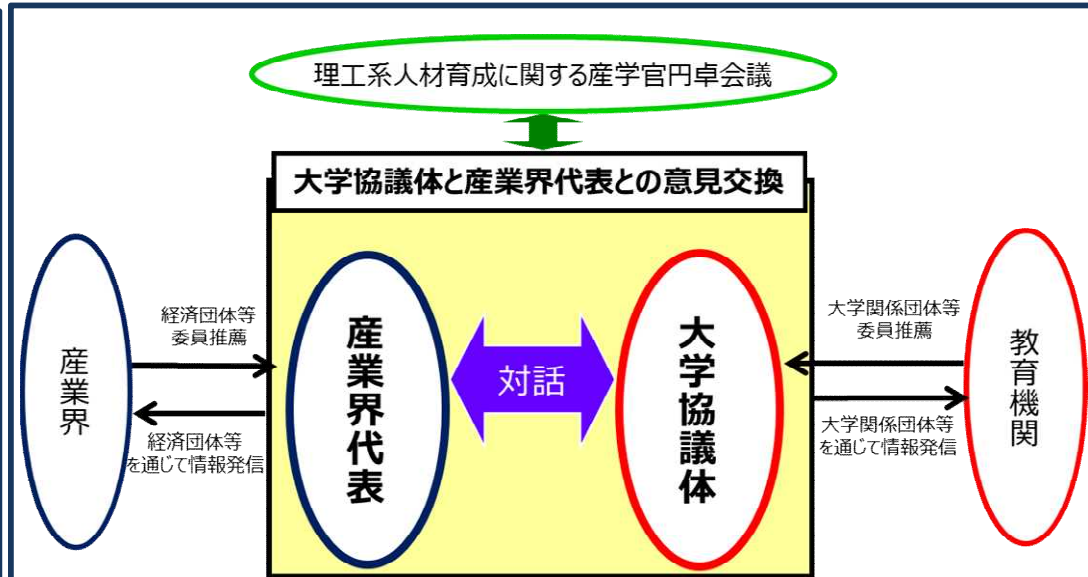 理工系人材育成に関する産学官円卓会議
大学協議体と産業界代表との意見交換
産業界
経済団体等
委員推薦
経済団体等
を通じて情報発信
産業界代表
対話
大学協議体
大学関係団体等
委員推薦
大学関係団体等
を通じて情報発信
教育機関